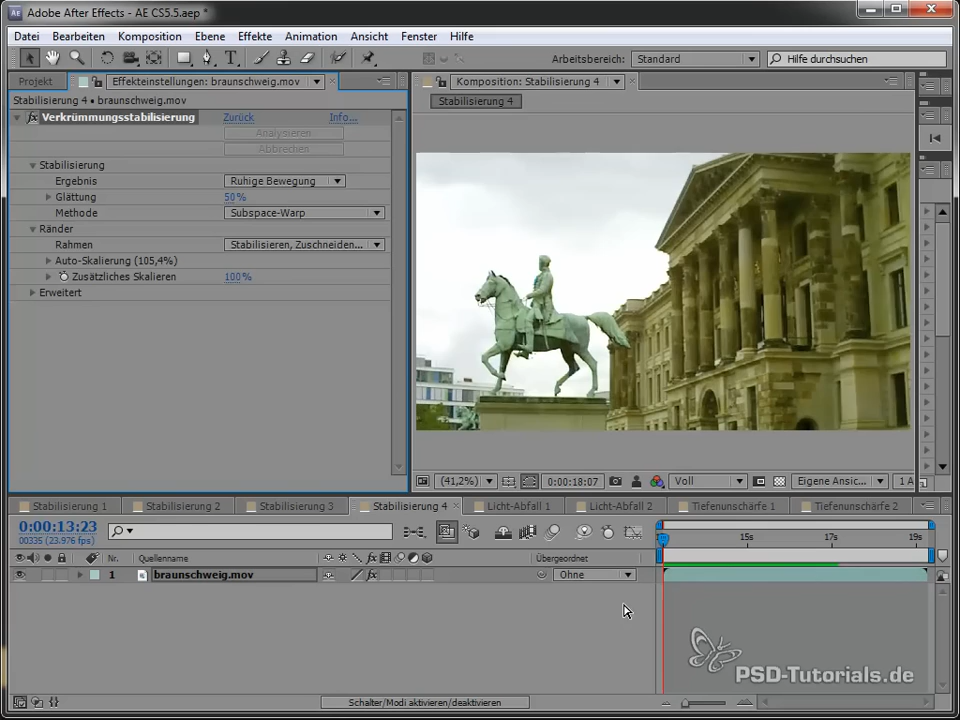 Adobe After Effects - AE CS5.5.aep *
Datei Bearbeiten Komposition Ebene Effekte Animation Ansicht Fenster Hilfe
Arbeitsbereich: Standard Hilfe durchsuchen
Projekt Effekteinstellungen: braunschweig.mov Komposition: Stabilisierung 4
Stabilisierung 4 • braunschweig.mov
Stabilisierung 4
fx Verkrümmungsstabilisierung Zurück Info...
Analysieren
Abbrechen
Stabilisierung
Ergebnis Ruhige Bewegung
Glättung 50%
Methode Subspace-Warp
Ränder
Rahmen Stabilisieren, Zuschneiden...
Auto-Skalierung (105,4%)
Zusätzliches Skalieren 100%
Erweitert
(41,2%) 0:00:18:07 Voll Eigene Ansic... 1 A
Stabilisierung 1 Stabilisierung 2 Stabilisierung 3 Stabilisierung 4 Licht-Abfall 1 Licht-Abfall 2 Tiefenunschärfe 1 Tiefenunschärfe 2
0:00:13:23
00335 (23.976 fps)
15s 17s 19s
Nr. Quellenname fx Übergeordnet
1 braunschweig.mov fx Ohne
PSD-Tutorials.de
Schalter/Modi aktivieren/deaktivieren